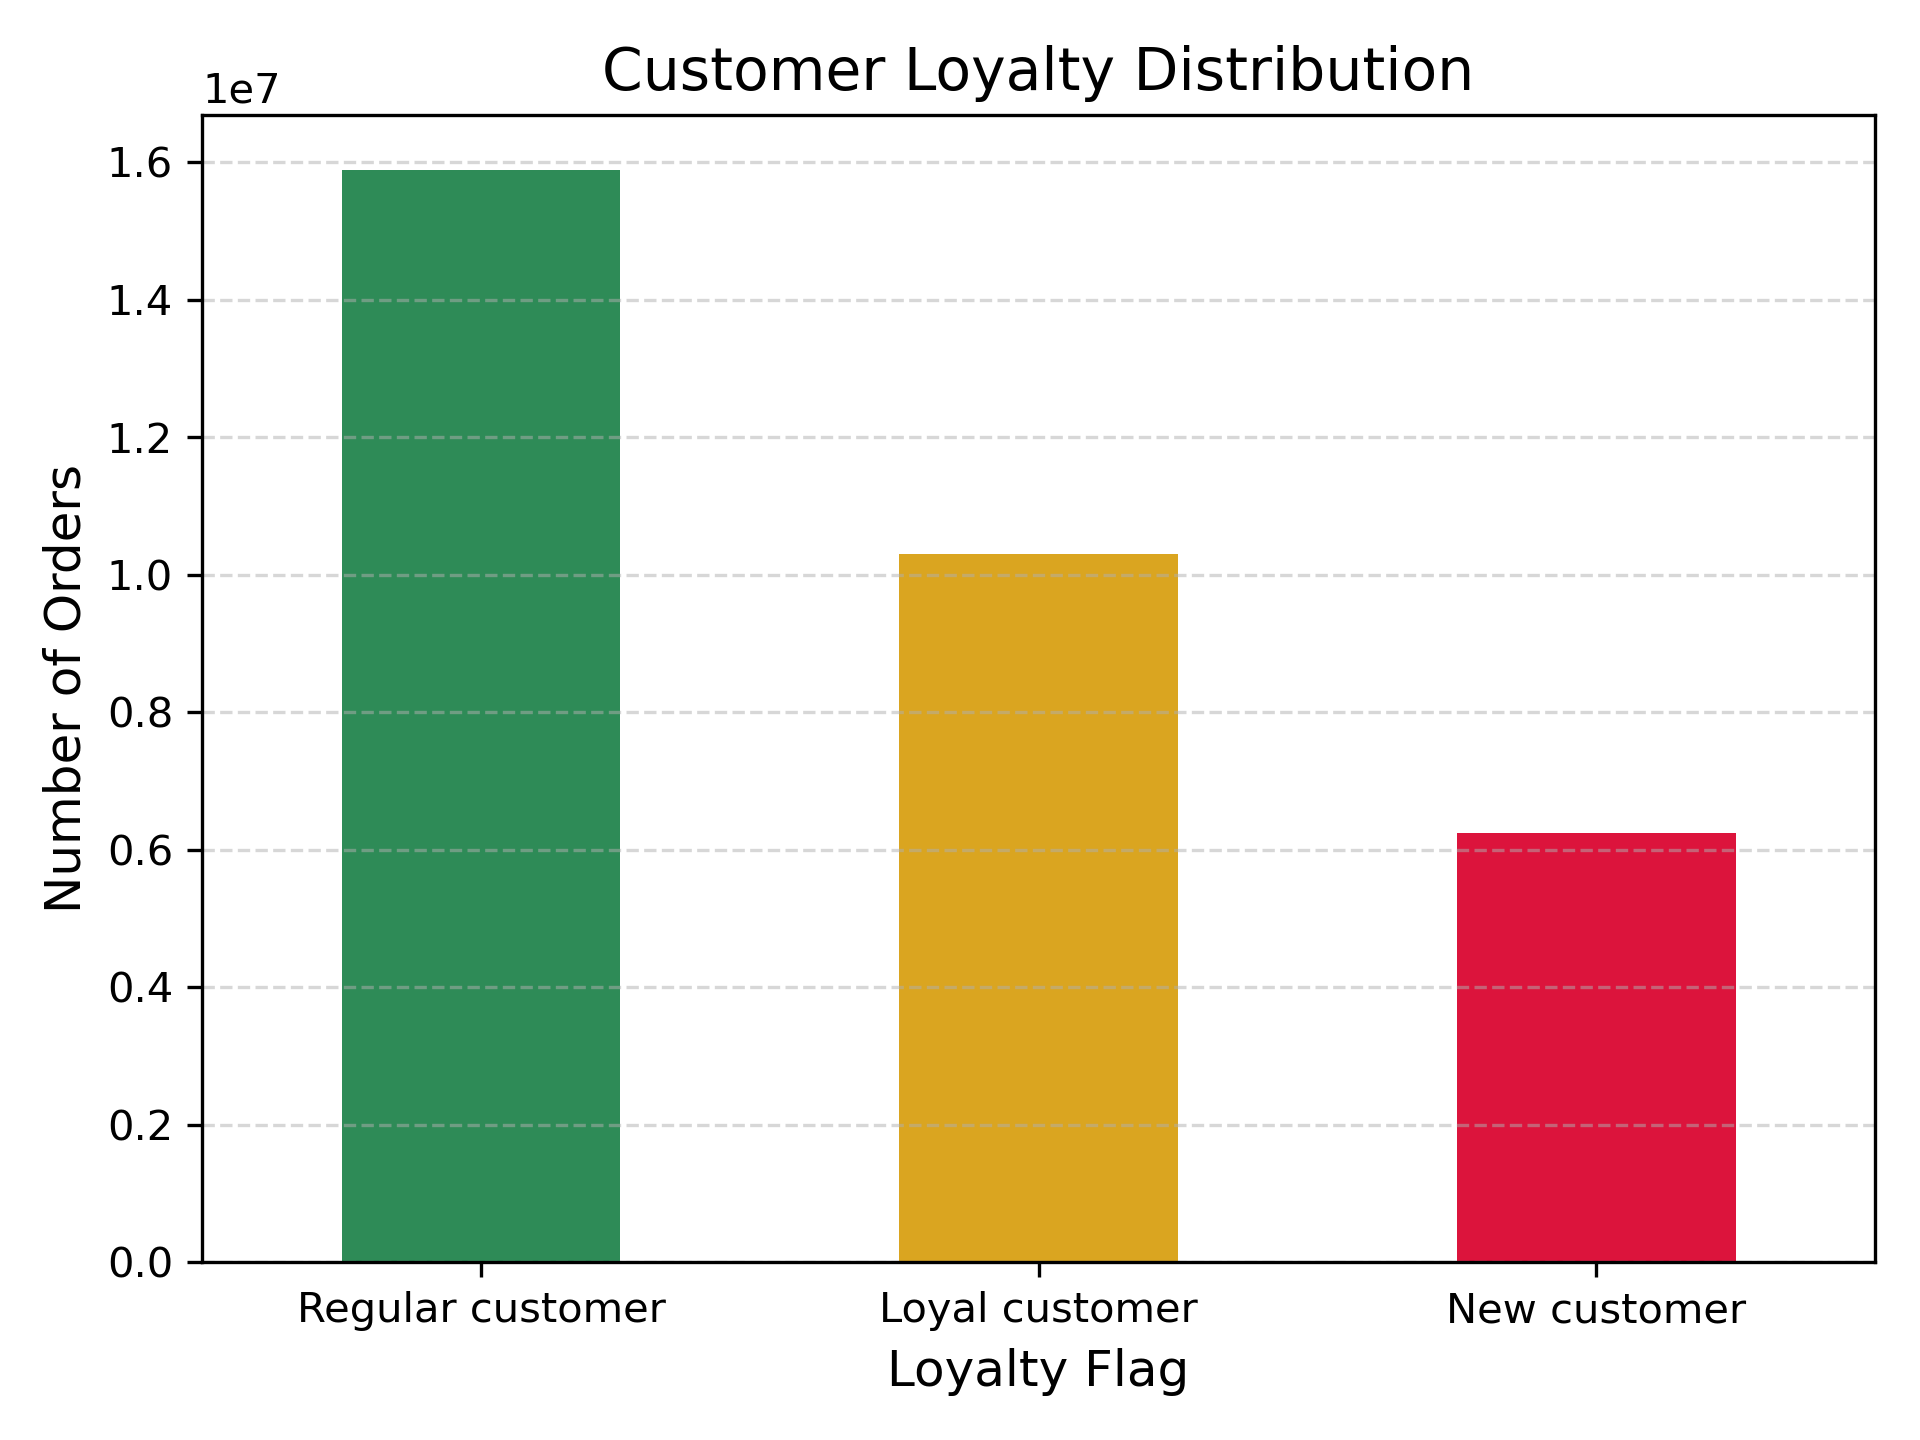 Customer Loyalty Distribution
1e7
1.6
1.4
1.2
1.0
0.8
0.6
0.4
0.2
0.0
Number of Orders
Regular customer
Loyal customer
New customer
Loyalty Flag